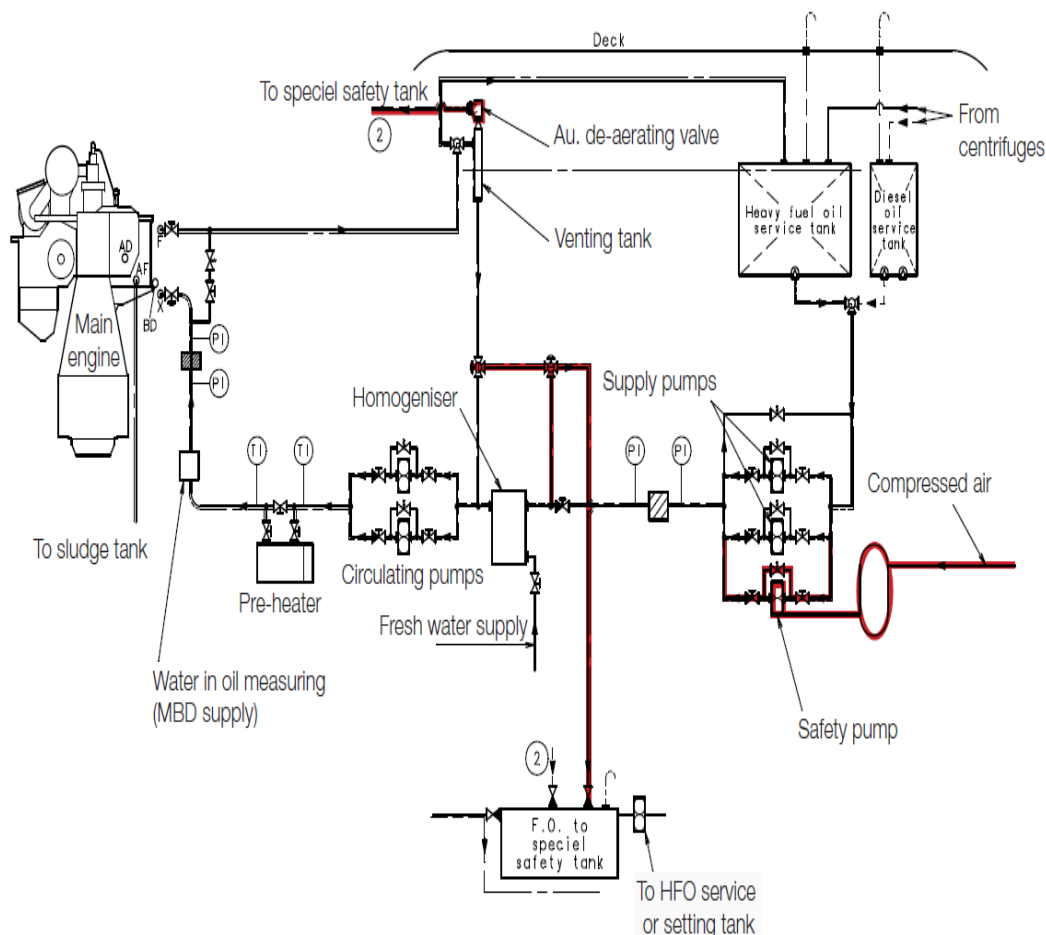 Deck
To speciel safety tank
2
Au. de-aerating valve
From
centrifuges
Venting tank
Heavy fuel oil
service tank
Diesel
oil
service
tank
F
AD
AF
X
BD
Main
engine
PI
PI
Homogeniser
Supply pumps
TI
TI
PI
PI
Compressed air
To sludge tank
Pre-heater
Circulating pumps
Fresh water supply
Water in oil measuring
(MBD supply)
Safety pump
2
F.O. to
speciel
safety tank
To HFO service
or setting tank